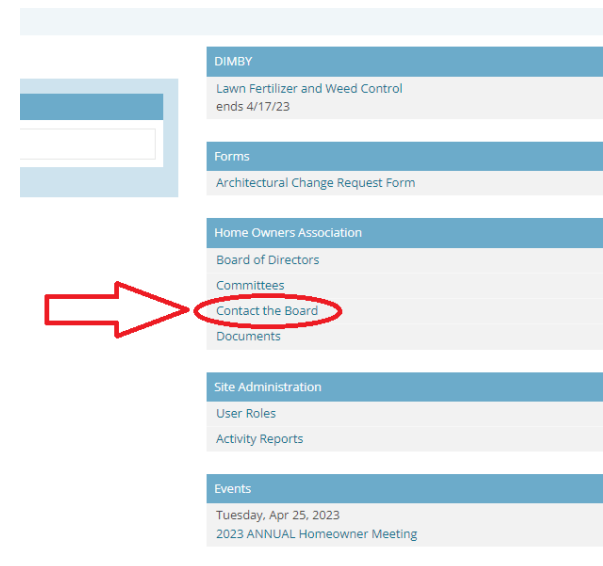 DIMBY
Lawn Fertilizer and Weed Control
ends 4/17/23
Forms
Architectural Change Request Form
Home Owners Association
Board of Directors
Committees
Contact the Board
Documents
Site Administration
User Roles
Activity Reports
Events
Tuesday, Apr 25, 2023
2023 ANNUAL Homeowner Meeting